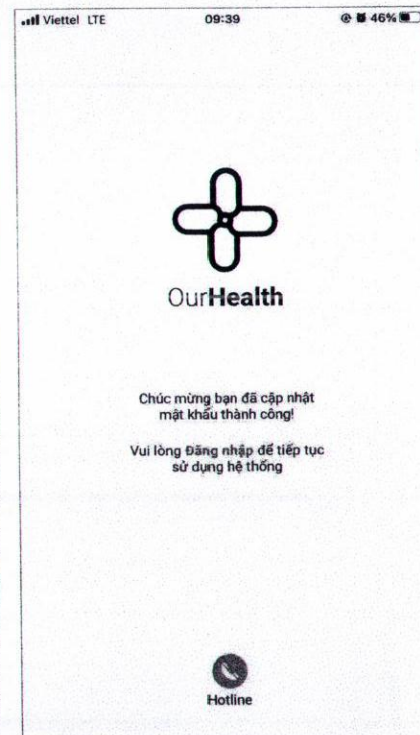 Viettel LTE 09:39 46%
OurHealth
Chúc mừng bạn đã cập nhật
mật khẩu thành công!
Vui lòng Đăng nhập để tiếp tục
sử dụng hệ thống
Hotline